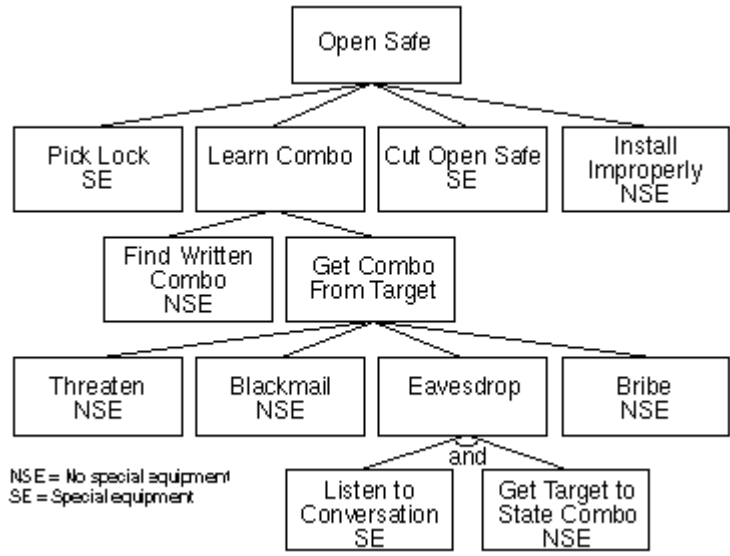 Open Safe
Pick Lock
SE
Learn Combo
Cut Open Safe
SE
Install
Improperly
NSE
Find Written
Combo
NSE
Get Combo
From Target
Threaten
NSE
Blackmail
NSE
Eavesdrop
Bribe
NSE
and
NSE = No special equipment
SE = Special equipment
Listen to
Conversation
SE
Get Target to
State Combo
NSE